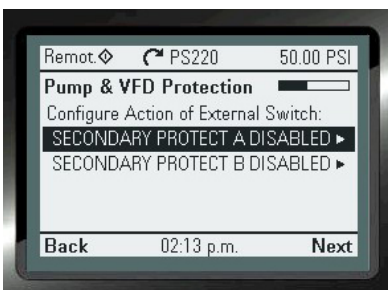 Remot. PS220 50.00 PSI
Pump & VFD Protection
Configure Action of External Switch:
SECONDARY PROTECT A DISABLED ▸
SECONDARY PROTECT B DISABLED ▸
Back 02:13 p.m. Next